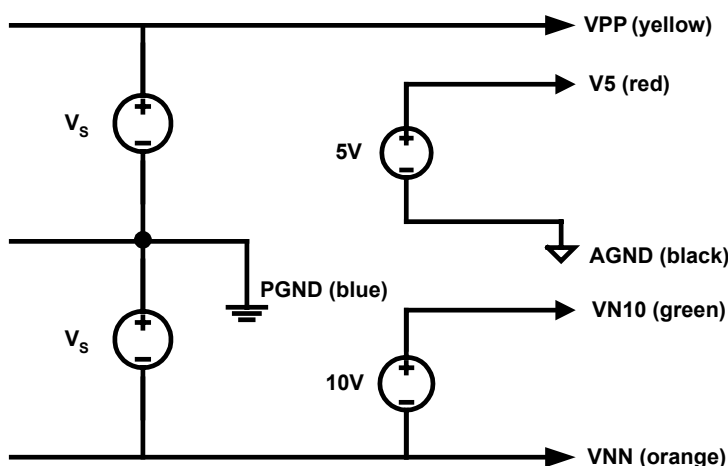 VPP (yellow)
V5 (red)
+
V_S
-
+
5V
-
AGND (black)
PGND (blue)
VN10 (green)
+
V_S
-
+
10V
-
VNN (orange)